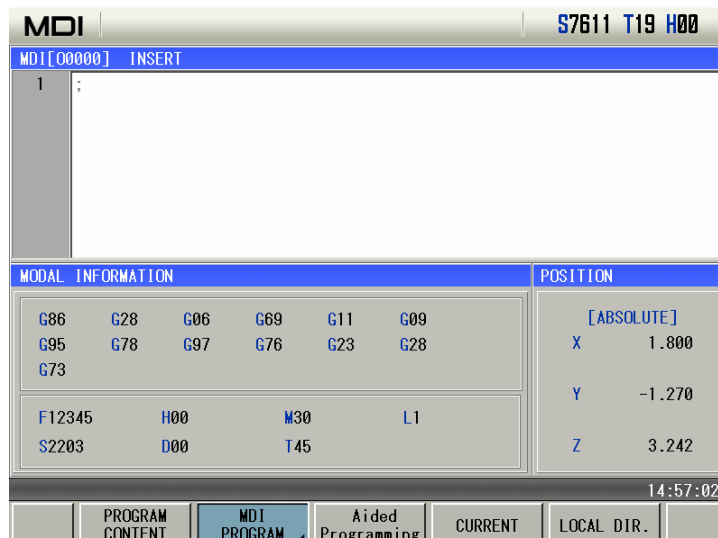 MDI S7611 T19 H00
MDI[O0000] INSERT
1 ;
MODAL INFORMATION
G86 G28 G06 G69 G11 G09
G95 G78 G97 G76 G23 G28
G73
F12345 H00 M30 L1
S2203 D00 T45
POSITION
[ABSOLUTE]
X 1.800
Y -1.270
Z 3.242
14:57:02
PROGRAM
CONTENT
MDI
PROGRAM
Aided
Programming
CURRENT
LOCAL DIR.